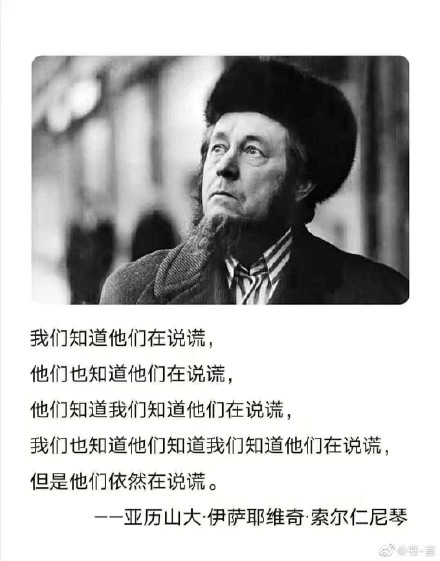 我们知道他们在说谎，
他们也知道他们在说谎，
他们知道我们知道他们在说谎，
我们也知道他们知道我们知道他们在说谎，
但是他们依然在说谎。
——亚历山大·伊萨耶维奇·索尔仁尼琴